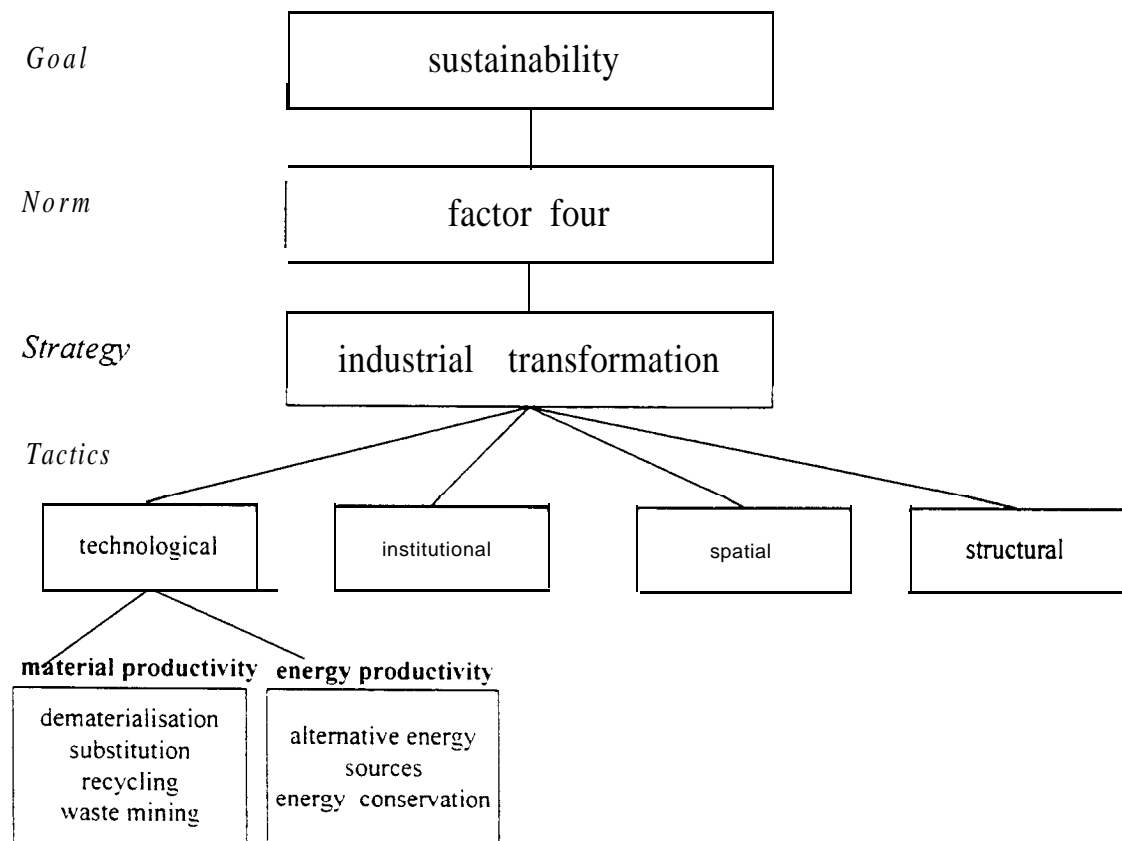 Goal
sustainability
Norm
factor four
Strategy
industrial transformation
Tactics
technological
institutional
spatial
structural
material productivity
energy productivity
dematerialisation
substitution
recycling
waste mining
alternative energy
sources
energy conservation